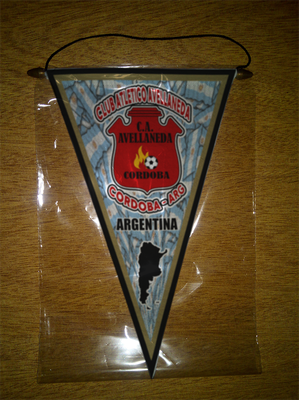 CLUB ATLETICO AVELLANEDA
C.A.
AVELLANEDA
CORDOBA
CORDOBA - ARG
ARGENTINA